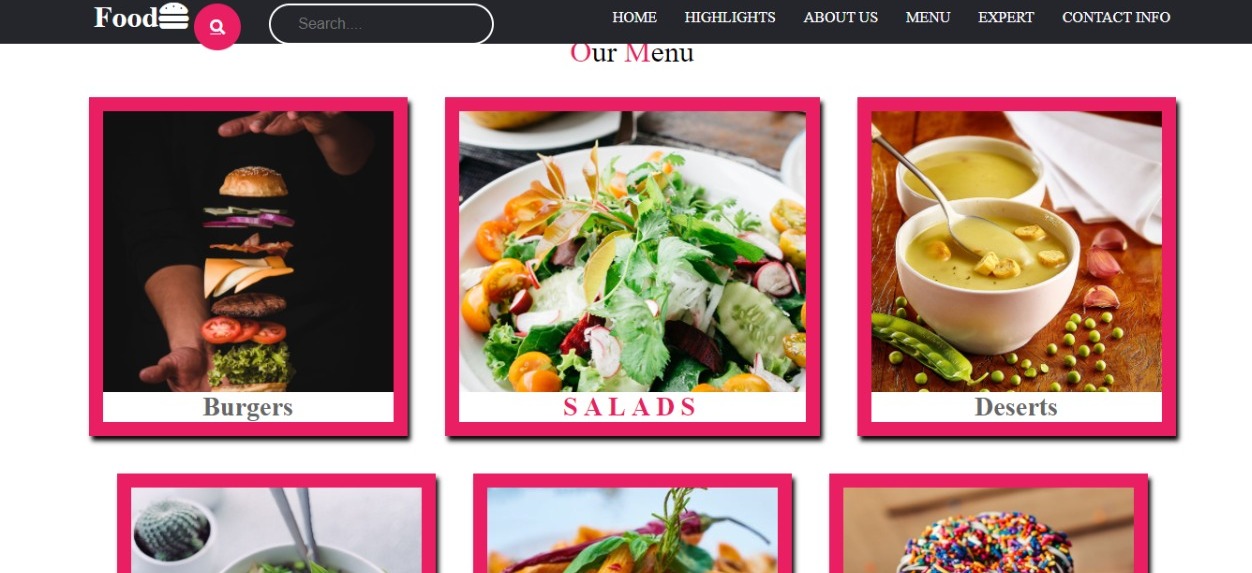 Food
Search....
HOME HIGHLIGHTS ABOUT US MENU EXPERT CONTACT INFO
Our Menu
Burgers
SALADS
Deserts